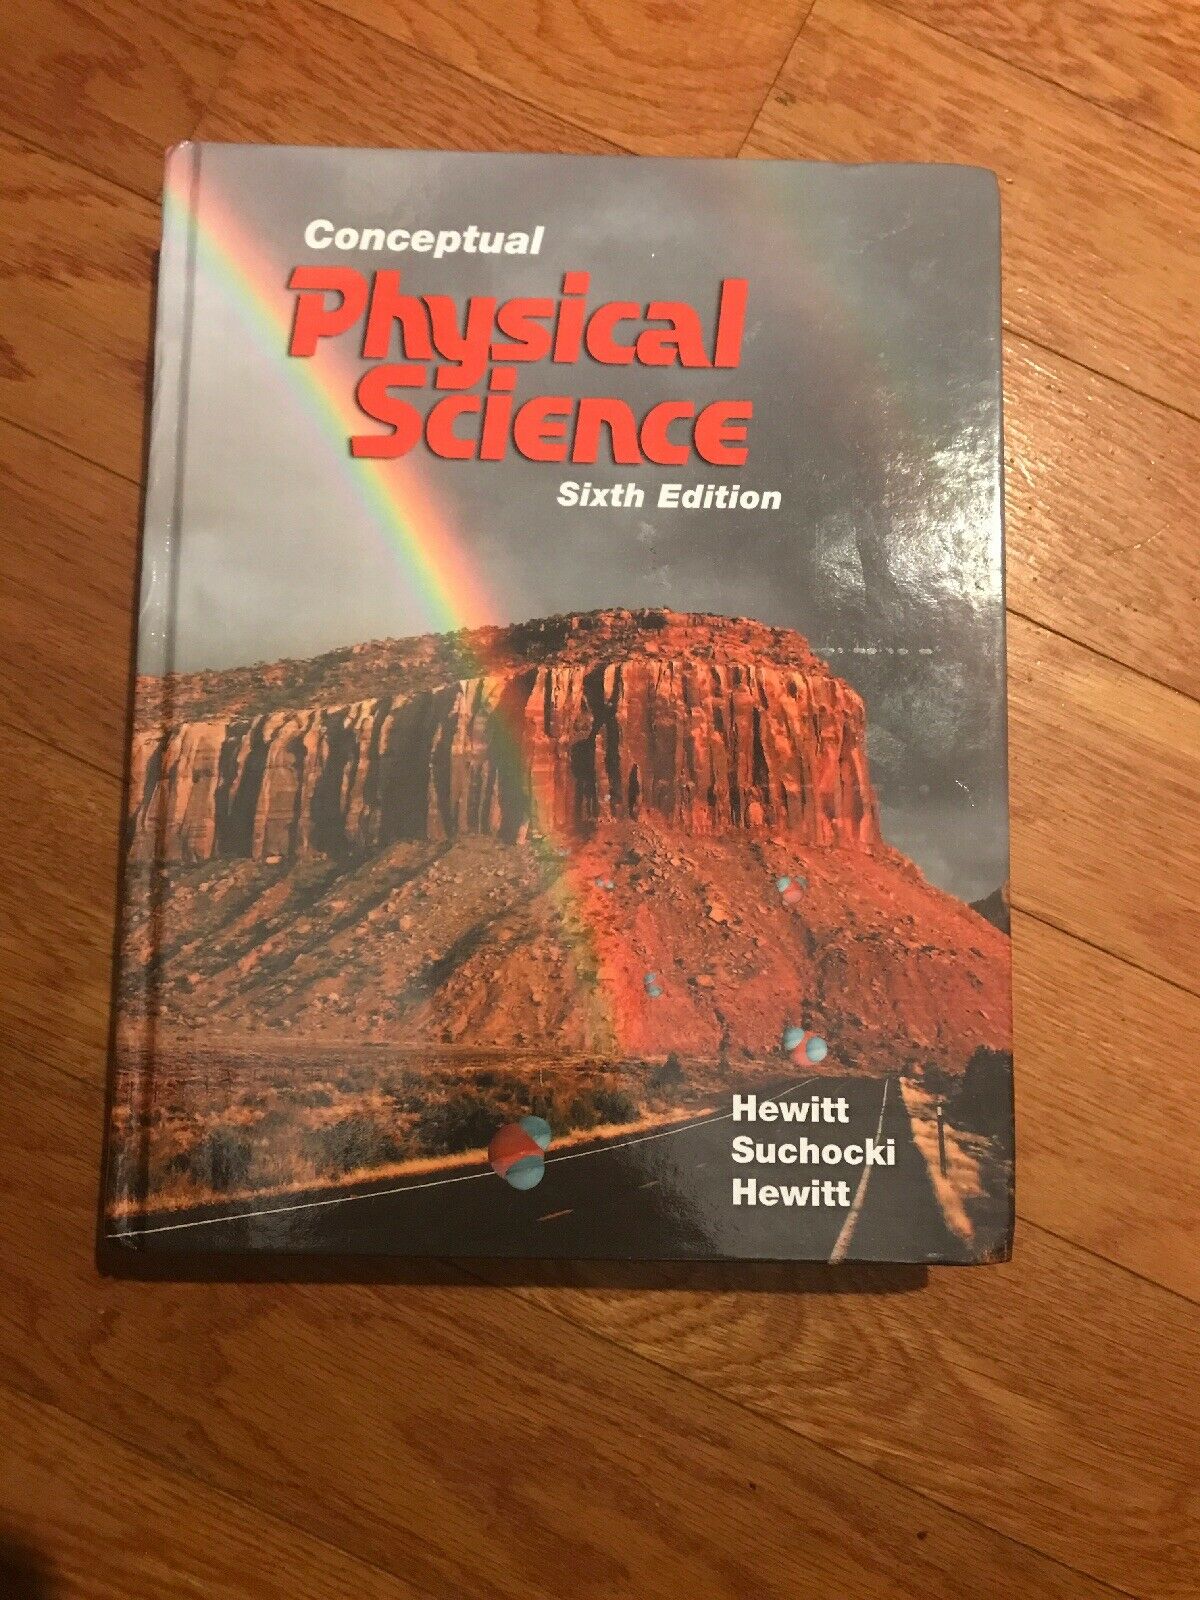 Conceptual
Physical
Science
Sixth Edition
Hewitt
Suchocki
Hewitt